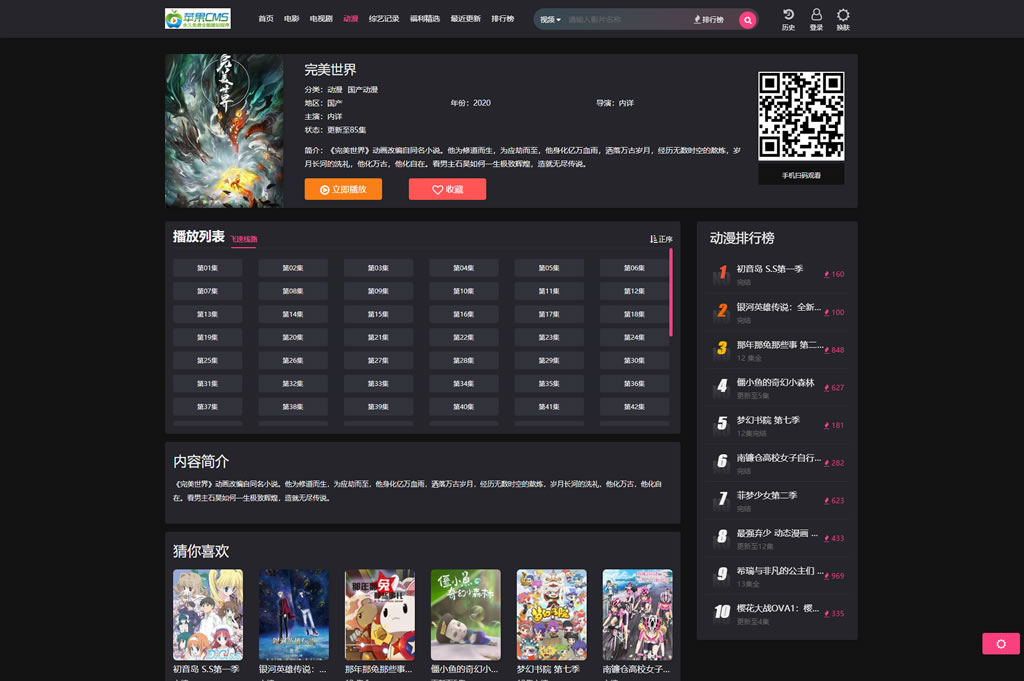 苹果CMS
首页 电影 电视剧 动漫 综艺记录 福利精选 最近更新 排行榜
视频 请输入影片名称 排行榜
历史 登录 换肤
完美世界
完美世界
分类：动漫 国产动漫
地区：国产 年份：2020 导演：内详
主演：内详
状态：更新至85集
简介：《完美世界》动画改编自同名小说。他为修道而生，为应劫而至，他身化亿万血雨，洒落万古岁月，经历无数时空的熬炼，岁
月长河的洗礼，他化万古，他化自在。看男主石昊如何一生极致辉煌，造就无尽传说。
立即播放 收藏
手机扫码观看
播放列表 飞速线路 正序
第01集 第02集 第03集 第04集 第05集 第06集
第07集 第08集 第09集 第10集 第11集 第12集
第13集 第14集 第15集 第16集 第17集 第18集
第19集 第20集 第21集 第22集 第23集 第24集
第25集 第26集 第27集 第28集 第29集 第30集
第31集 第32集 第33集 第34集 第35集 第36集
第37集 第38集 第39集 第40集 第41集 第42集
内容简介
《完美世界》动画改编自同名小说。他为修道而生，为应劫而至，他身化亿万血雨，洒落万古岁月，经历无数时空的熬炼，岁月长河的洗礼，他化万古，他化自
在。看男主石昊如何一生极致辉煌，造就无尽传说。
猜你喜欢
僵小鱼
奇幻小森林
初音岛 S.S第一季 银河英雄传说：... 那年那兔那些事... 僵小鱼的奇幻小... 梦幻书院 第七季 南镰仓高校女子...
动漫排行榜
1 初音岛 S.S第一季 160
完结
2 银河英雄传说：全新... 100
完结
3 那年那兔那些事 第二... 848
12 集全
4 僵小鱼的奇幻小森林 627
更新至5集
5 梦幻书院 第七季 181
12集完结
6 南镰仓高校女子自行... 282
完结
7 菲梦少女第二季 623
完结
8 最强弃少 动态漫画 ... 433
更新至12集
9 希瑞与非凡的公主们 ... 969
13集全
10 樱花大战OVA1：樱... 335
更新至4集